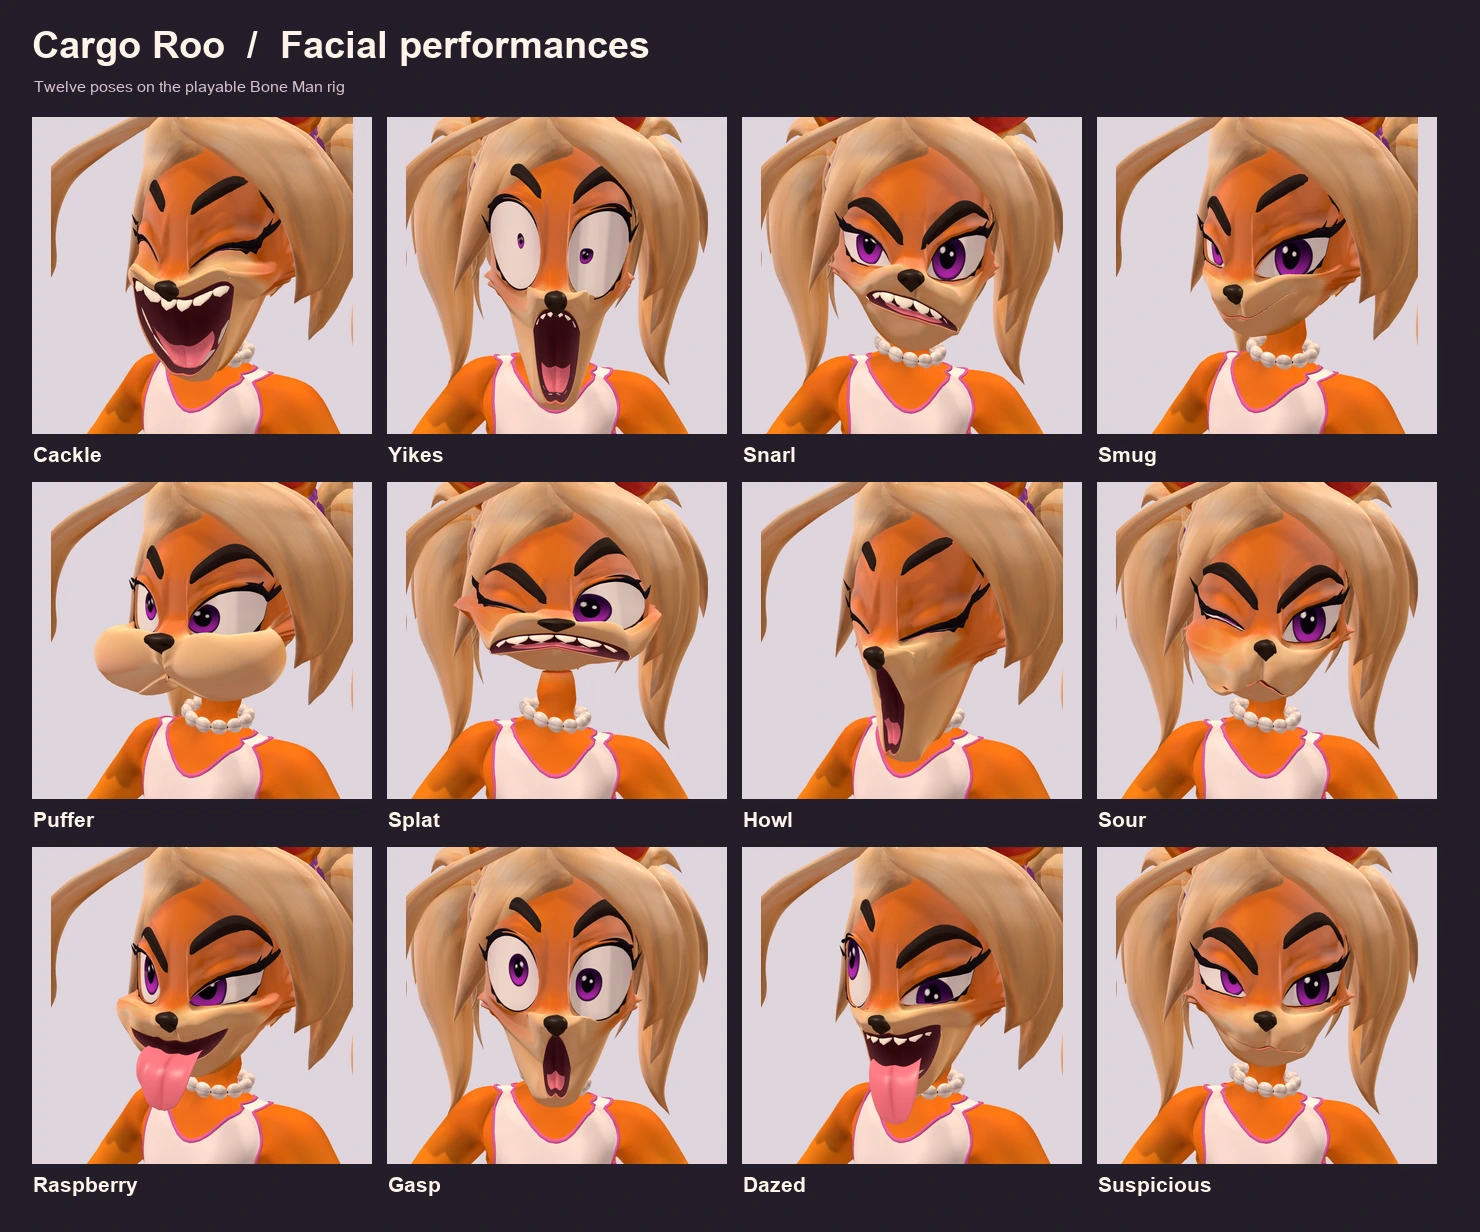 Cargo Roo / Facial performances
Twelve poses on the playable Bone Man rig
Cackle
Yikes
Snarl
Smug
Puffer
Splat
Howl
Sour
Raspberry
Gasp
Dazed
Suspicious